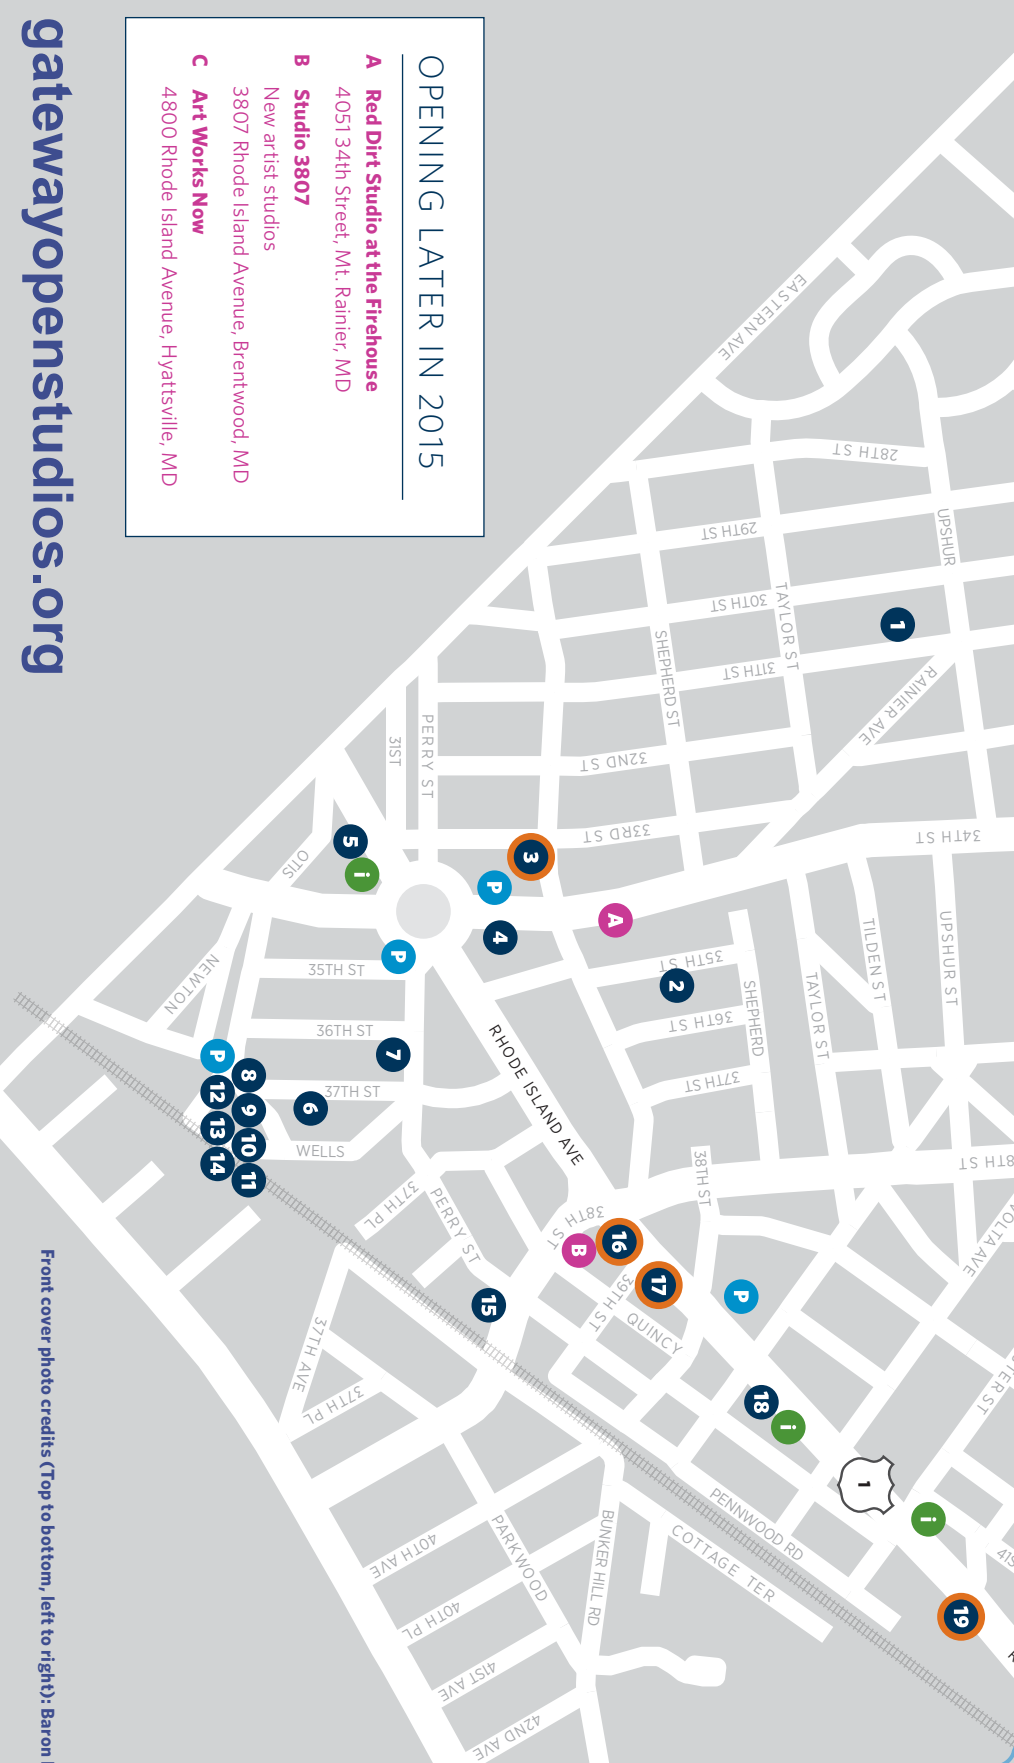 gatewayopenstudios.org
OPENING LATER IN 2015
A Red Dirt Studio at the Firehouse
4051 34th Street, Mt. Rainier, MD
B Studio 3807
New artist studios
3807 Rhode Island Avenue, Brentwood, MD
C Art Works Now
4800 Rhode Island Avenue, Hyattsville, MD
EASTERN AVE
28TH ST
29TH ST
UPSHUR
30TH ST
TAYLOR ST
1
31TH ST
SHEPHERD ST
RAINIER AVE
32ND ST
31ST
PERRY ST
33RD ST
34TH ST
5
i
OTIS
3
P
4
A
P
35TH ST
NEWTON
35TH ST
2
SHEPHERD
TAYLOR ST
TILDEN ST
UPSHUR ST
36TH ST
36TH ST
7
RHODE ISLAND AVE
37TH ST
37TH ST
6
P
8
12
9
13
10
14
11
WELLS
37TH PL
PERRY ST
38TH ST
38TH ST
8TH ST
B
16
17
39TH ST
QUINCY
P
15
37TH AVE
37TH PL
18
i
1
i
19
PENNWOOD RD
COTTAGE TER
BUNKER HILL RD
PARKWOOD
40TH AVE
40TH PL
41ST AVE
42ND AVE
Front cover photo credits (Top to bottom, left to right): Baron